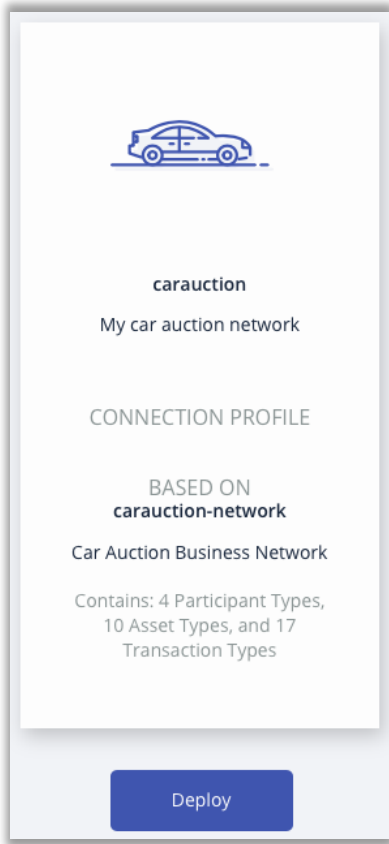 carauction
My car auction network
CONNECTION PROFILE
BASED ON
carauction-network
Car Auction Business Network
Contains: 4 Participant Types,
10 Asset Types, and 17
Transaction Types
Deploy